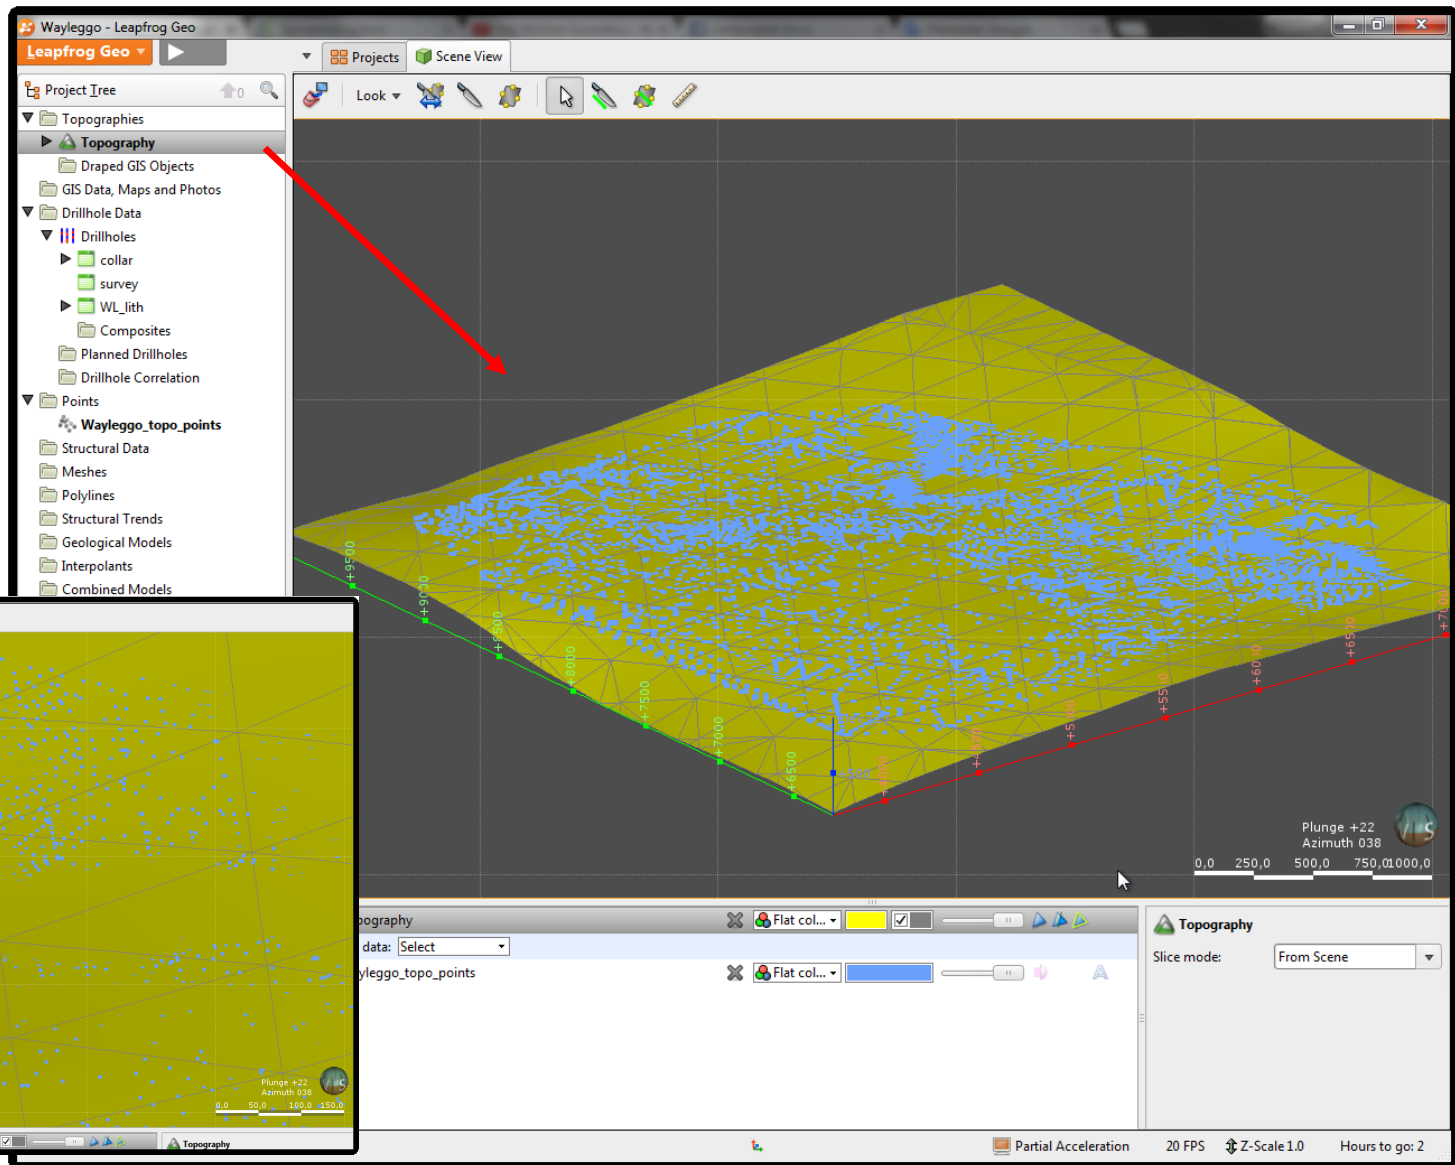 Wayleggo - Leapfrog Geo
Leapfrog Geo
Projects
Scene View
Project Tree
0
Look
Topographies
Topography
Draped GIS Objects
GIS Data, Maps and Photos
Drillhole Data
Drillholes
collar
survey
WL_lith
Composites
Planned Drillholes
Drillhole Correlation
Points
Wayleggo_topo_points
Structural Data
Meshes
Polylines
Structural Trends
Geological Models
Interpolants
Combined Models
+9500
+9000
+8500
+8000
+7500
+7000
+6500
+5500
+6000
+6500
Plunge +22
Azimuth 038
0,0 250,0 500,0 750,0 1000,0
Plunge +22
Azimuth 038
0,0 50,0 100,0 150,0
Topography
pography
Flat col...
data: Select
yleggo_topo_points
Flat col...
Topography
Slice mode: From Scene
Partial Acceleration
20 FPS
Z-Scale 1.0
Hours to go: 2